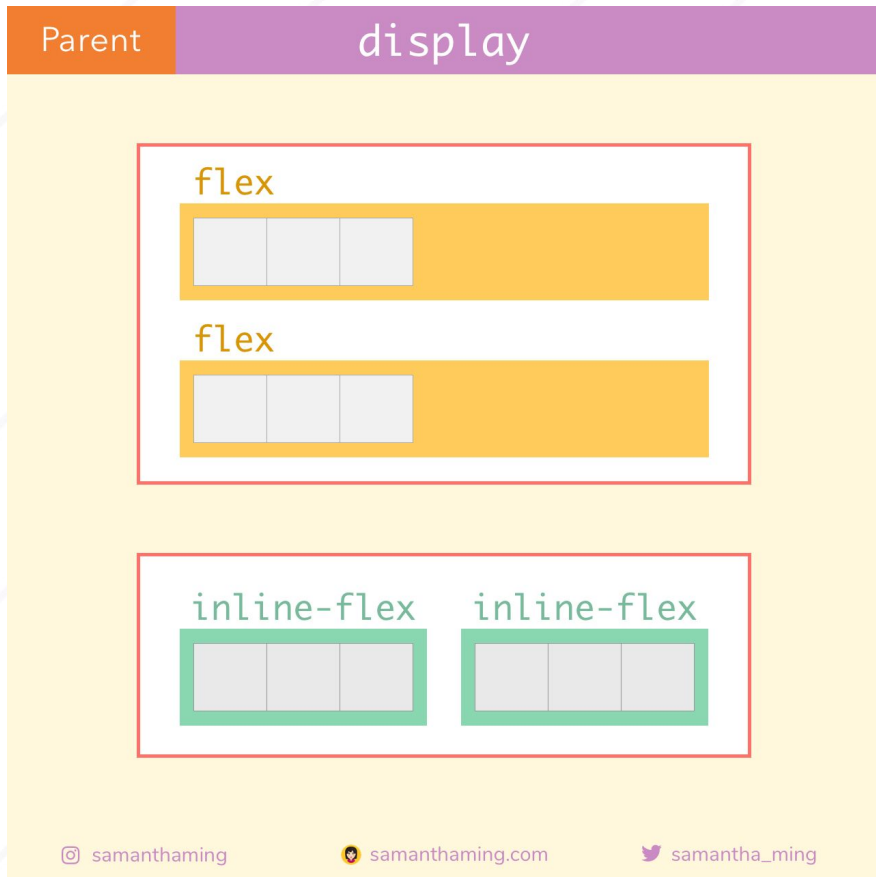 Parent
display
flex
flex
inline-flex inline-flex
samanthaming samanthaming.com samantha_ming